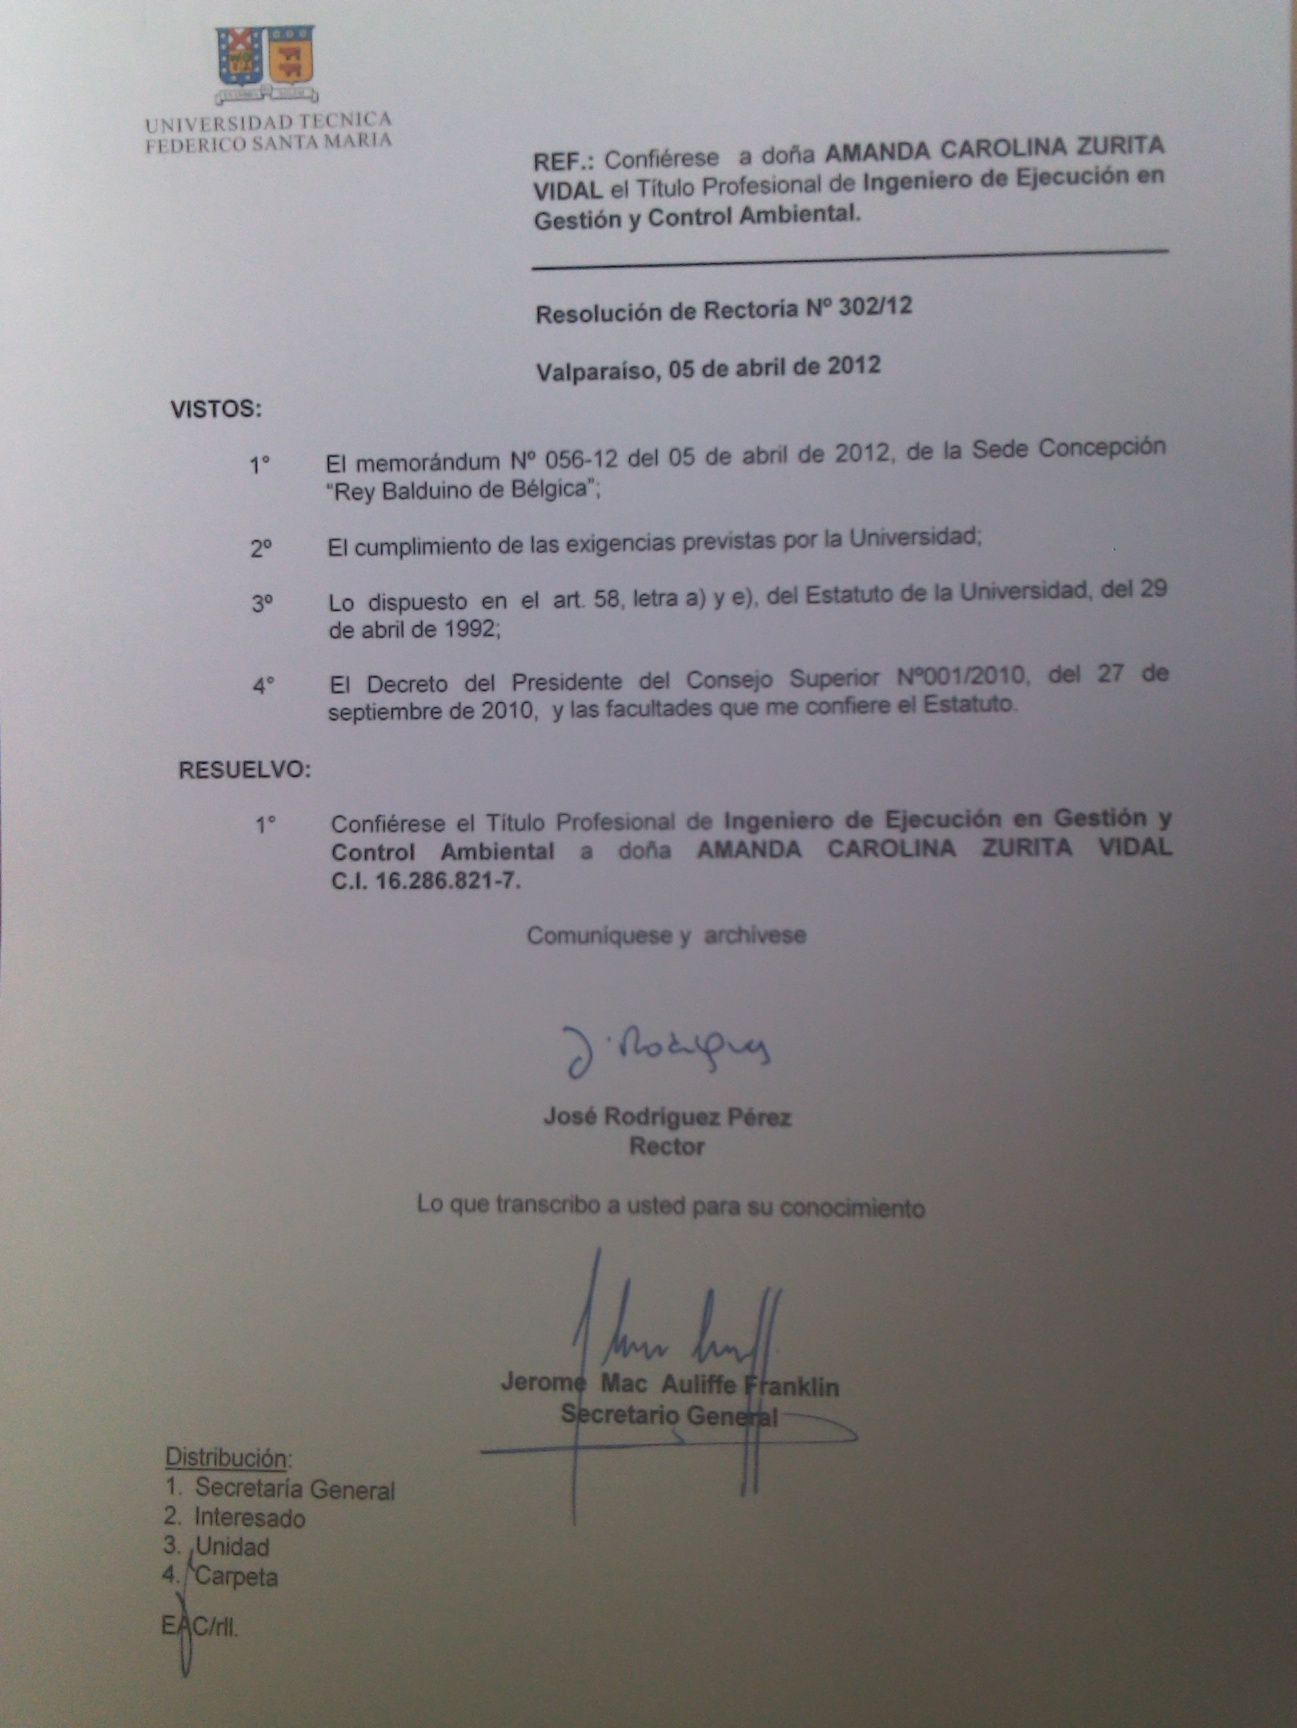 UNIVERSIDAD TECNICA
FEDERICO SANTA MARIA
REF.: Confiérese a doña AMANDA CAROLINA ZURITA
VIDAL el Título Profesional de Ingeniero de Ejecución en
Gestión y Control Ambiental.
Resolución de Rectoría Nº 302/12
Valparaíso, 05 de abril de 2012
VISTOS:
1° El memorándum Nº 056-12 del 05 de abril de 2012, de la Sede Concepción
“Rey Balduino de Bélgica”;
2º El cumplimiento de las exigencias previstas por la Universidad;
3º Lo dispuesto en el art. 58, letra a) y e), del Estatuto de la Universidad, del 29
de abril de 1992;
4° El Decreto del Presidente del Consejo Superior Nº001/2010, del 27 de
septiembre de 2010, y las facultades que me confiere el Estatuto.
RESUELVO:
1° Confiérese el Título Profesional de Ingeniero de Ejecución en Gestión y
Control Ambiental a doña AMANDA CAROLINA ZURITA VIDAL
C.I. 16.286.821-7.
Comuníquese y archívese
J. Rodríguez
José Rodríguez Pérez
Rector
Lo que transcribo a usted para su conocimiento
Jerome Mac Auliffe Franklin
Secretario General
Distribución:
1. Secretaría General
2. Interesado
3. Unidad
4. Carpeta
EAC/rll.